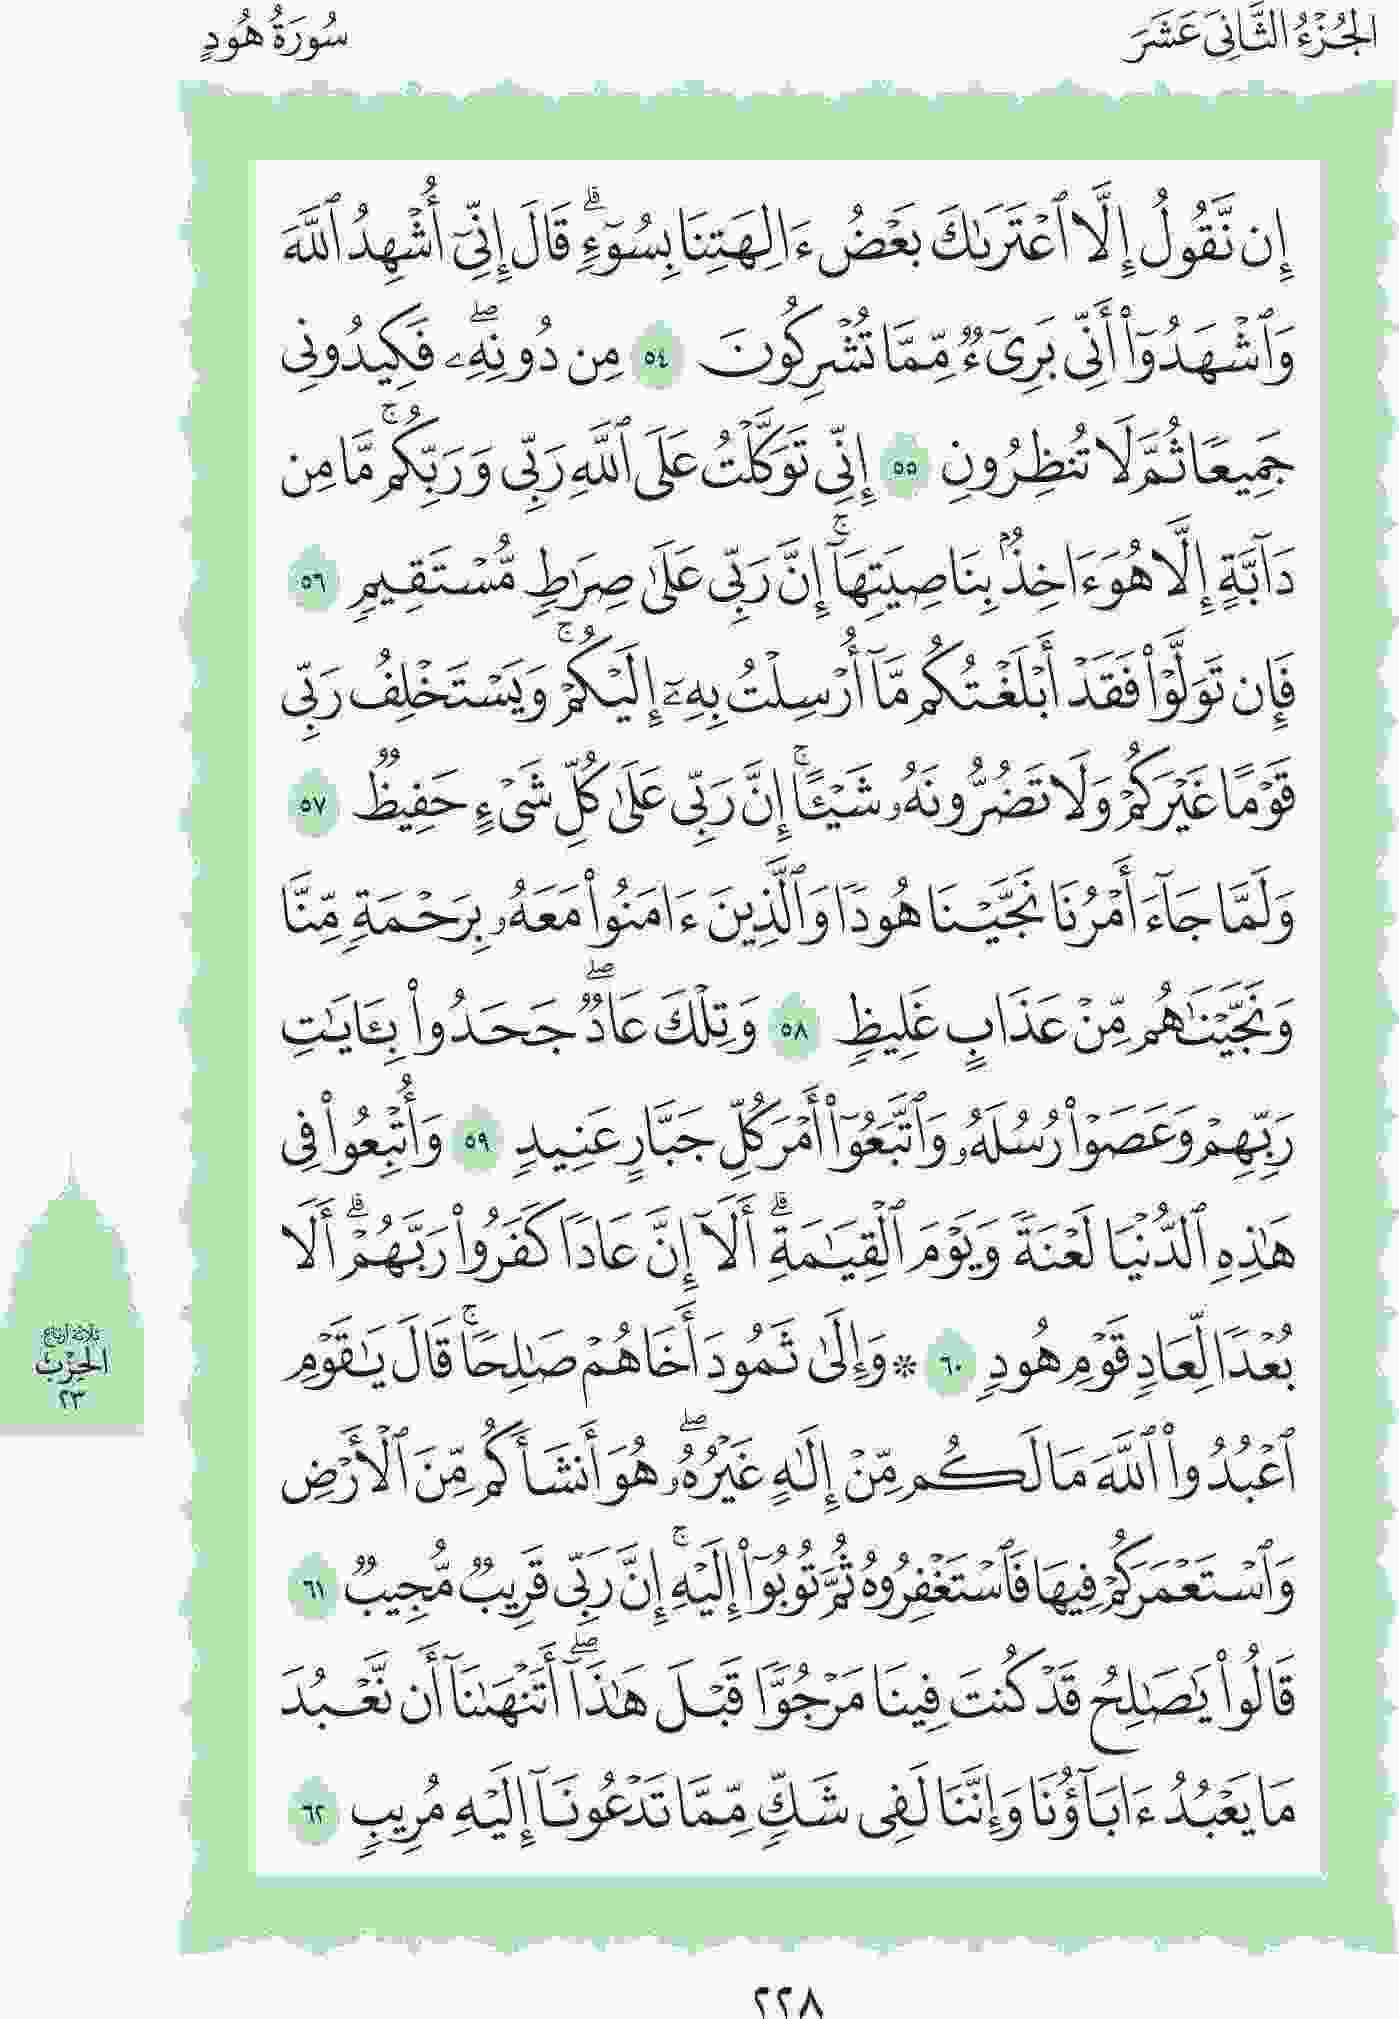 الجُزْءُ الثَّانِيَ عَشَرَ
سُورَةُ هُودٍ
إِن نَّقُولُ إِلَّا ٱعْتَرَىٰكَ بَعْضُ ءَالِهَتِنَا بِسُوٓءٍۗ قَالَ إِنِّىٓ أُشْهِدُ ٱللَّهَ
وَٱشْهَدُوٓا۟ أَنِّى بَرِىٓءٌ مِّمَّا تُشْرِكُونَ ٥٤ مِن دُونِهِۦۖ فَكِيدُونِى
جَمِيعًا ثُمَّ لَا تُنظِرُونِ ٥٥ إِنِّى تَوَكَّلْتُ عَلَى ٱللَّهِ رَبِّى وَرَبِّكُمۚ مَّا مِن
دَآبَّةٍ إِلَّا هُوَ ءَاخِذٌۢ بِنَاصِيَتِهَآۚ إِنَّ رَبِّى عَلَىٰ صِرَٰطٍ مُّسْتَقِيمٍ ٥٦
فَإِن تَوَلَّوْا۟ فَقَدْ أَبْلَغْتُكُم مَّآ أُرْسِلْتُ بِهِۦٓ إِلَيْكُمْۚ وَيَسْتَخْلِفُ رَبِّى
قَوْمًا غَيْرَكُمْ وَلَا تَضُرُّونَهُۥ شَيْـًٔاۚ إِنَّ رَبِّى عَلَىٰ كُلِّ شَىْءٍ حَفِيظٌ ٥٧
وَلَمَّا جَآءَ أَمْرُنَا نَجَّيْنَا هُودًا وَٱلَّذِينَ ءَامَنُوا۟ مَعَهُۥ بِرَحْمَةٍ مِّنَّا
وَنَجَّيْنَٰهُم مِّنْ عَذَابٍ غَلِيظٍ ٥٨ وَتِلْكَ عَادٌۖ جَحَدُوا۟ بِـَٔايَٰتِ
رَبِّهِمْ وَعَصَوْا۟ رُسُلَهُۥ وَٱتَّبَعُوٓا۟ أَمْرَ كُلِّ جَبَّارٍ عَنِيدٍ ٥٩ وَأُتْبِعُوا۟ فِى
هَٰذِهِ ٱلدُّنْيَا لَعْنَةً وَيَوْمَ ٱلْقِيَٰمَةِۗ أَلَآ إِنَّ عَادًا كَفَرُوا۟ رَبَّهُمْۗ أَلَا
بُعْدًا لِّعَادٍ قَوْمِ هُودٍ ٦٠ ۞ وَإِلَىٰ ثَمُودَ أَخَاهُمْ صَٰلِحًاۚ قَالَ يَٰقَوْمِ
ٱعْبُدُوا۟ ٱللَّهَ مَا لَكُم مِّنْ إِلَٰهٍ غَيْرُهُۥۖ هُوَ أَنشَأَكُم مِّنَ ٱلْأَرْضِ
وَٱسْتَعْمَرَكُمْ فِيهَا فَٱسْتَغْفِرُوهُ ثُمَّ تُوبُوٓا۟ إِلَيْهِۚ إِنَّ رَبِّى قَرِيبٌ مُّجِيبٌ ٦١
قَالُوا۟ يَٰصَٰلِحُ قَدْ كُنتَ فِينَا مَرْجُوًّا قَبْلَ هَٰذَآۖ أَتَنْهَىٰنَآ أَن نَّعْبُدَ
مَا يَعْبُدُ ءَابَآؤُنَا وَإِنَّنَا لَفِى شَكٍّ مِّمَّا تَدْعُونَآ إِلَيْهِ مُرِيبٍ ٦٢
ثلاثة أرباع
الحزب
٢٣
٢٢٨